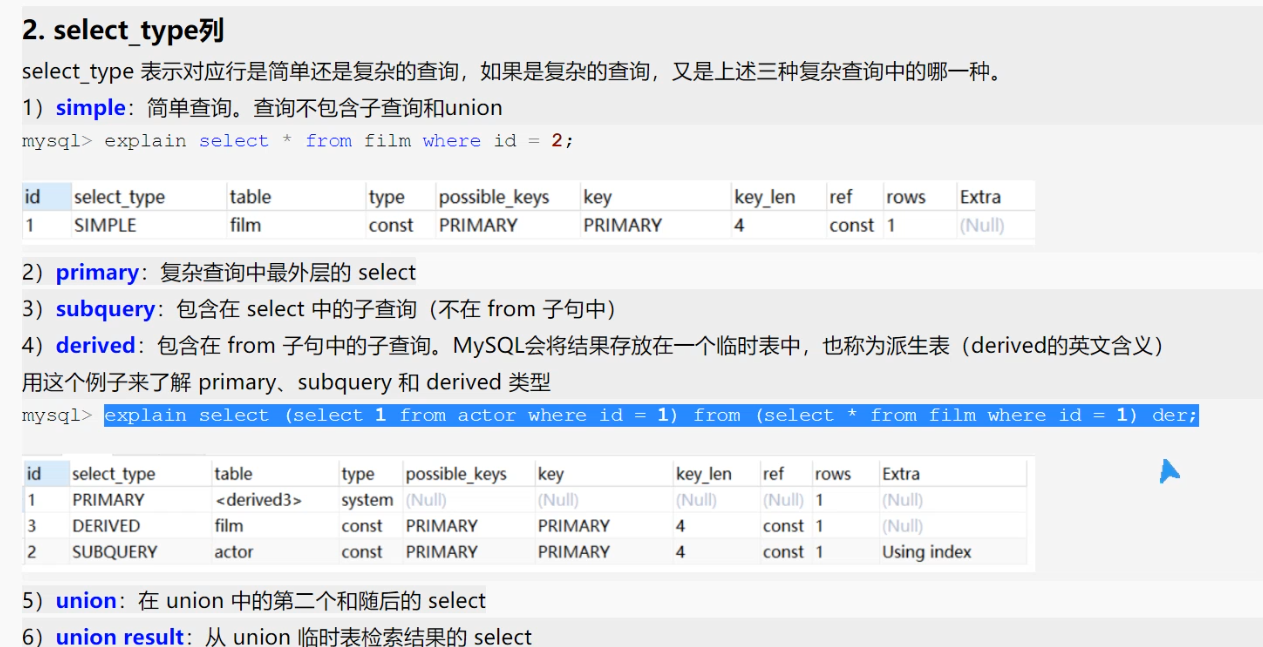 2. select_type列
select_type 表示对应行是简单还是复杂的查询，如果是复杂的查询，又是上述三种复杂查询中的哪一种。
1）simple：简单查询。查询不包含子查询和union
mysql> explain select * from film where id = 2;
id select_type table type possible_keys key key_len ref rows Extra
1 SIMPLE film const PRIMARY PRIMARY 4 const 1 (Null)
2）primary：复杂查询中最外层的 select
3）subquery：包含在 select 中的子查询（不在 from 子句中）
4）derived：包含在 from 子句中的子查询。MySQL会将结果存放在一个临时表中，也称为派生表（derived的英文含义）
用这个例子来了解 primary、subquery 和 derived 类型
mysql> explain select (select 1 from actor where id = 1) from (select * from film where id = 1) der;
id select_type table type possible_keys key key_len ref rows Extra
1 PRIMARY <derived3> system (Null) (Null) (Null) (Null) 1 (Null)
3 DERIVED film const PRIMARY PRIMARY 4 const 1 (Null)
2 SUBQUERY actor const PRIMARY PRIMARY 4 const 1 Using index
5）union：在 union 中的第二个和随后的 select
6）union result：从 union 临时表检索结果的 select